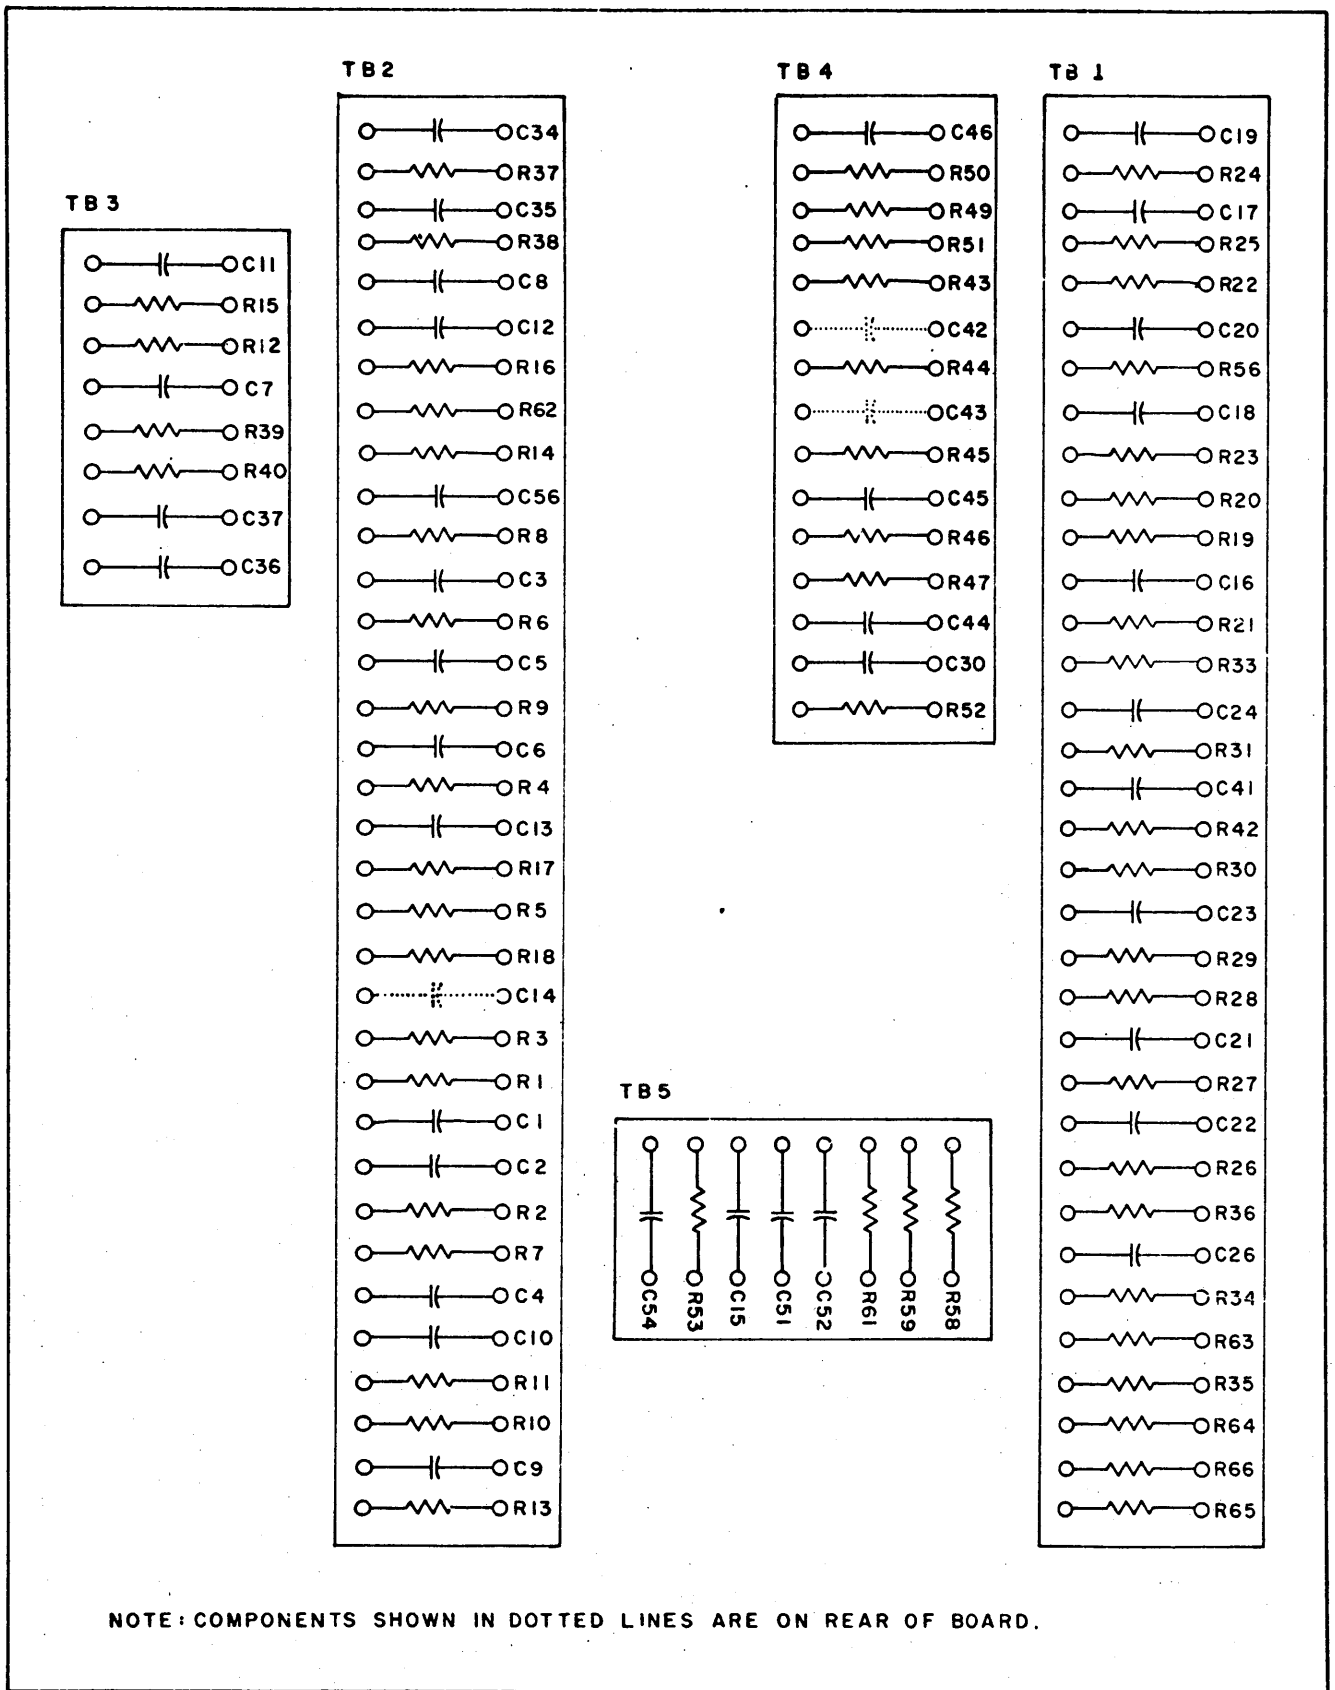 TB3
C11
R15
R12
C7
R39
R40
C37
C36
TB2
C34
R37
C35
R38
C8
C12
R16
R62
R14
C56
R8
C3
R6
C5
R9
C6
R4
C13
R17
R5
R18
C14
R3
R1
C1
C2
R2
R7
C4
C10
R11
R10
C9
R13
TB4
C46
R50
R49
R51
R43
C42
R44
C43
R45
C45
R46
R47
C44
C30
R52
TB5
C54
R53
C15
C51
C52
R61
R59
R58
TB1
C19
R24
C17
R25
R22
C20
R56
C18
R23
R20
R19
C16
R21
R33
C24
R31
C41
R42
R30
C23
R29
R28
C21
R27
C22
R26
R36
C26
R34
R63
R35
R64
R66
R65
NOTE: COMPONENTS SHOWN IN DOTTED LINES ARE ON REAR OF BOARD.